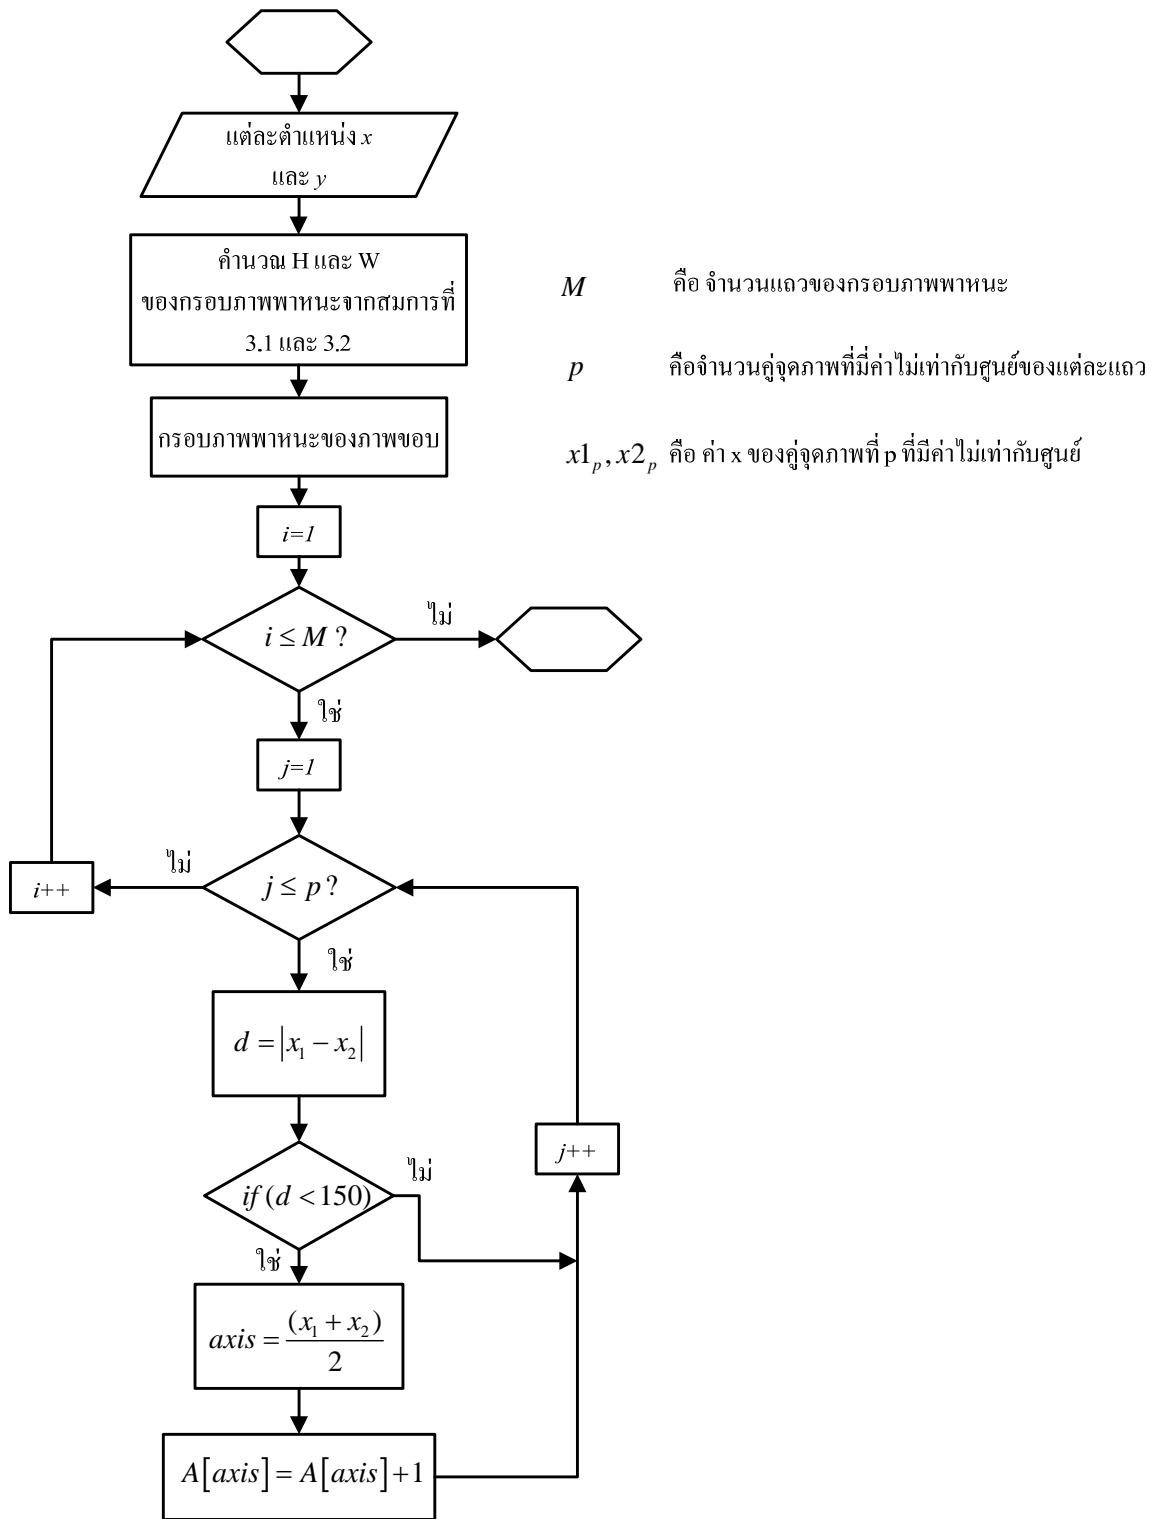 แต่ละตำแหน่ง x
และ y
คำนวณ H และ W
ของกรอบภาพพาหนะจากสมการที่
3.1 และ 3.2
กรอบภาพพาหนะของภาพขอบ
i=1
i ≤ M ?
ไม่
ใช่
j=1
j ≤ p ?
ไม่
i++
ใช่
d = |x₁ − x₂|
j++
if (d < 150)
ไม่
ใช่
axis = (x₁ + x₂) / 2
A[axis] = A[axis] + 1
M คือ จำนวนแถวของกรอบภาพพาหนะ
p คือจำนวนคู่จุดภาพที่มี่ค่าไม่เท่ากับศูนย์ของแต่ละแถว
x1ₚ, x2ₚ คือ ค่า x ของคู่จุดภาพที่ p ที่มีค่าไม่เท่ากับศูนย์